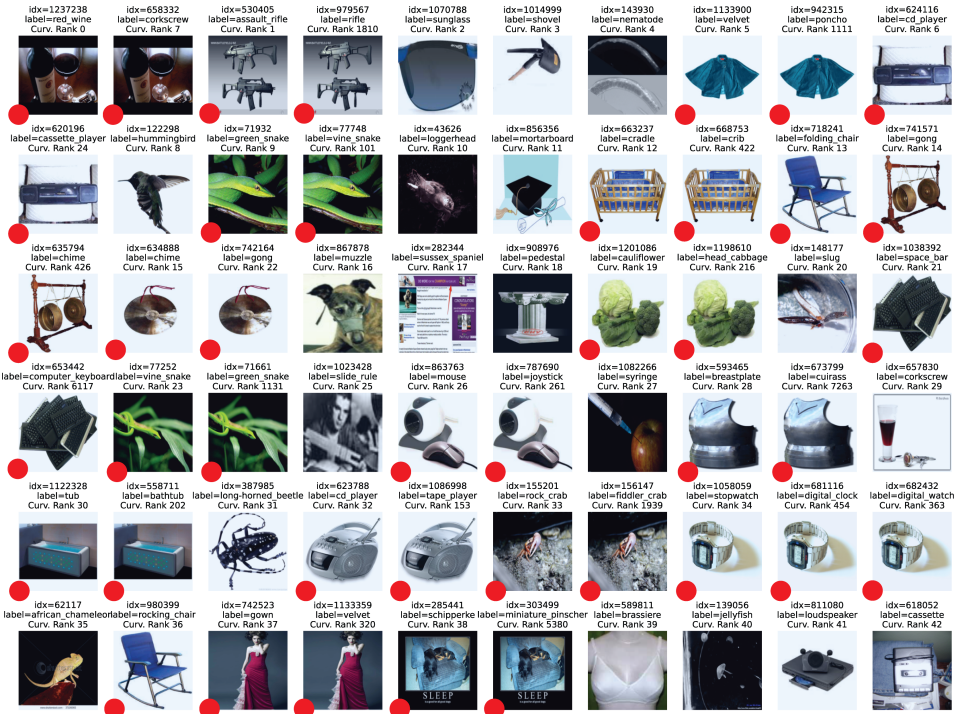 idx=1237238 idx=658332 idx=530405 idx=979567 idx=1070788 idx=1014999 idx=143930 idx=1133900 idx=942315 idx=624116
label=red_wine label=corkscrew label=assault_rifle label=rifle label=sunglass label=shovel label=nematode label=velvet label=poncho label=cd_player
Curv. Rank 0 Curv. Rank 7 Curv. Rank 1 Curv. Rank 1810 Curv. Rank 2 Curv. Rank 3 Curv. Rank 4 Curv. Rank 5 Curv. Rank 1111 Curv. Rank 6
idx=620196 idx=122298 idx=71932 idx=77748 idx=43626 idx=856356 idx=663237 idx=668753 idx=718241 idx=741571
label=cassette_player label=hummingbird label=green_snake label=vine_snake label=loggerhead label=mortarboard label=cradle label=crib label=folding_chair label=gong
Curv. Rank 24 Curv. Rank 8 Curv. Rank 9 Curv. Rank 101 Curv. Rank 10 Curv. Rank 11 Curv. Rank 12 Curv. Rank 422 Curv. Rank 13 Curv. Rank 14
idx=635794 idx=634888 idx=742164 idx=867878 idx=282344 idx=908976 idx=1201086 idx=1198610 idx=148177 idx=1038392
label=chime label=chime label=gong label=muzzle label=sussex_spaniel label=pedestal label=cauliflower label=head_cabbage label=slug label=space_bar
Curv. Rank 426 Curv. Rank 15 Curv. Rank 22 Curv. Rank 16 Curv. Rank 17 Curv. Rank 18 Curv. Rank 19 Curv. Rank 216 Curv. Rank 20 Curv. Rank 21
idx=653442 idx=77252 idx=71661 idx=1023428 idx=863763 idx=787690 idx=1082266 idx=593465 idx=673799 idx=657830
label=computer_keyboard label=vine_snake label=green_snake label=slide_rule label=mouse label=joystick label=syringe label=breastplate label=cuirass label=corkscrew
Curv. Rank 6117 Curv. Rank 23 Curv. Rank 1131 Curv. Rank 25 Curv. Rank 26 Curv. Rank 261 Curv. Rank 27 Curv. Rank 28 Curv. Rank 7263 Curv. Rank 29
idx=1122328 idx=558711 idx=387985 idx=623788 idx=1086998 idx=155201 idx=156147 idx=1058059 idx=681116 idx=682432
label=tub label=bathtub label=long-horned_beetle label=cd_player label=tape_player label=rock_crab label=fiddler_crab label=stopwatch label=digital_clock label=digital_watch
Curv. Rank 30 Curv. Rank 202 Curv. Rank 31 Curv. Rank 32 Curv. Rank 153 Curv. Rank 33 Curv. Rank 1939 Curv. Rank 34 Curv. Rank 454 Curv. Rank 363
idx=62117 idx=980399 idx=742523 idx=1133359 idx=285441 idx=303499 idx=589811 idx=139056 idx=811080 idx=618052
label=african_chameleon label=rocking_chair label=gown label=velvet label=schipperke label=miniature_pinscher label=brassiere label=jellyfish label=loudspeaker label=cassette
Curv. Rank 35 Curv. Rank 36 Curv. Rank 37 Curv. Rank 320 Curv. Rank 38 Curv. Rank 5380 Curv. Rank 39 Curv. Rank 40 Curv. Rank 41 Curv. Rank 42
SLEEP SLEEP